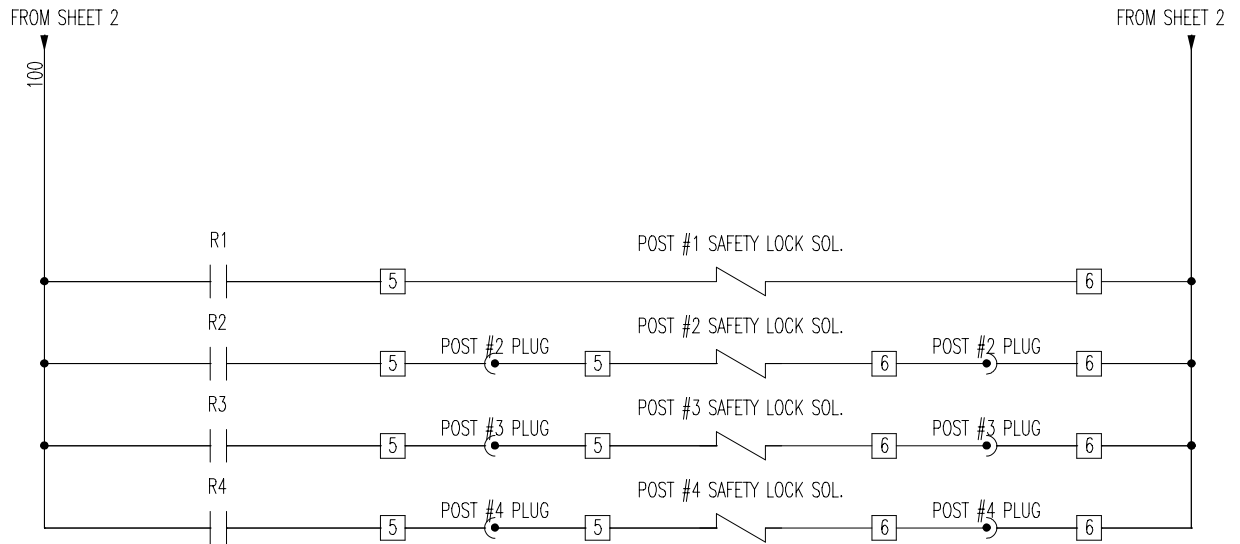 FROM SHEET 2
FROM SHEET 2
100
R1
POST #1 SAFETY LOCK SOL.
5
6
R2
POST #2 SAFETY LOCK SOL.
5
POST #2 PLUG
5
6
POST #2 PLUG
6
R3
POST #3 SAFETY LOCK SOL.
5
POST #3 PLUG
5
6
POST #3 PLUG
6
R4
POST #4 SAFETY LOCK SOL.
5
POST #4 PLUG
5
6
POST #4 PLUG
6